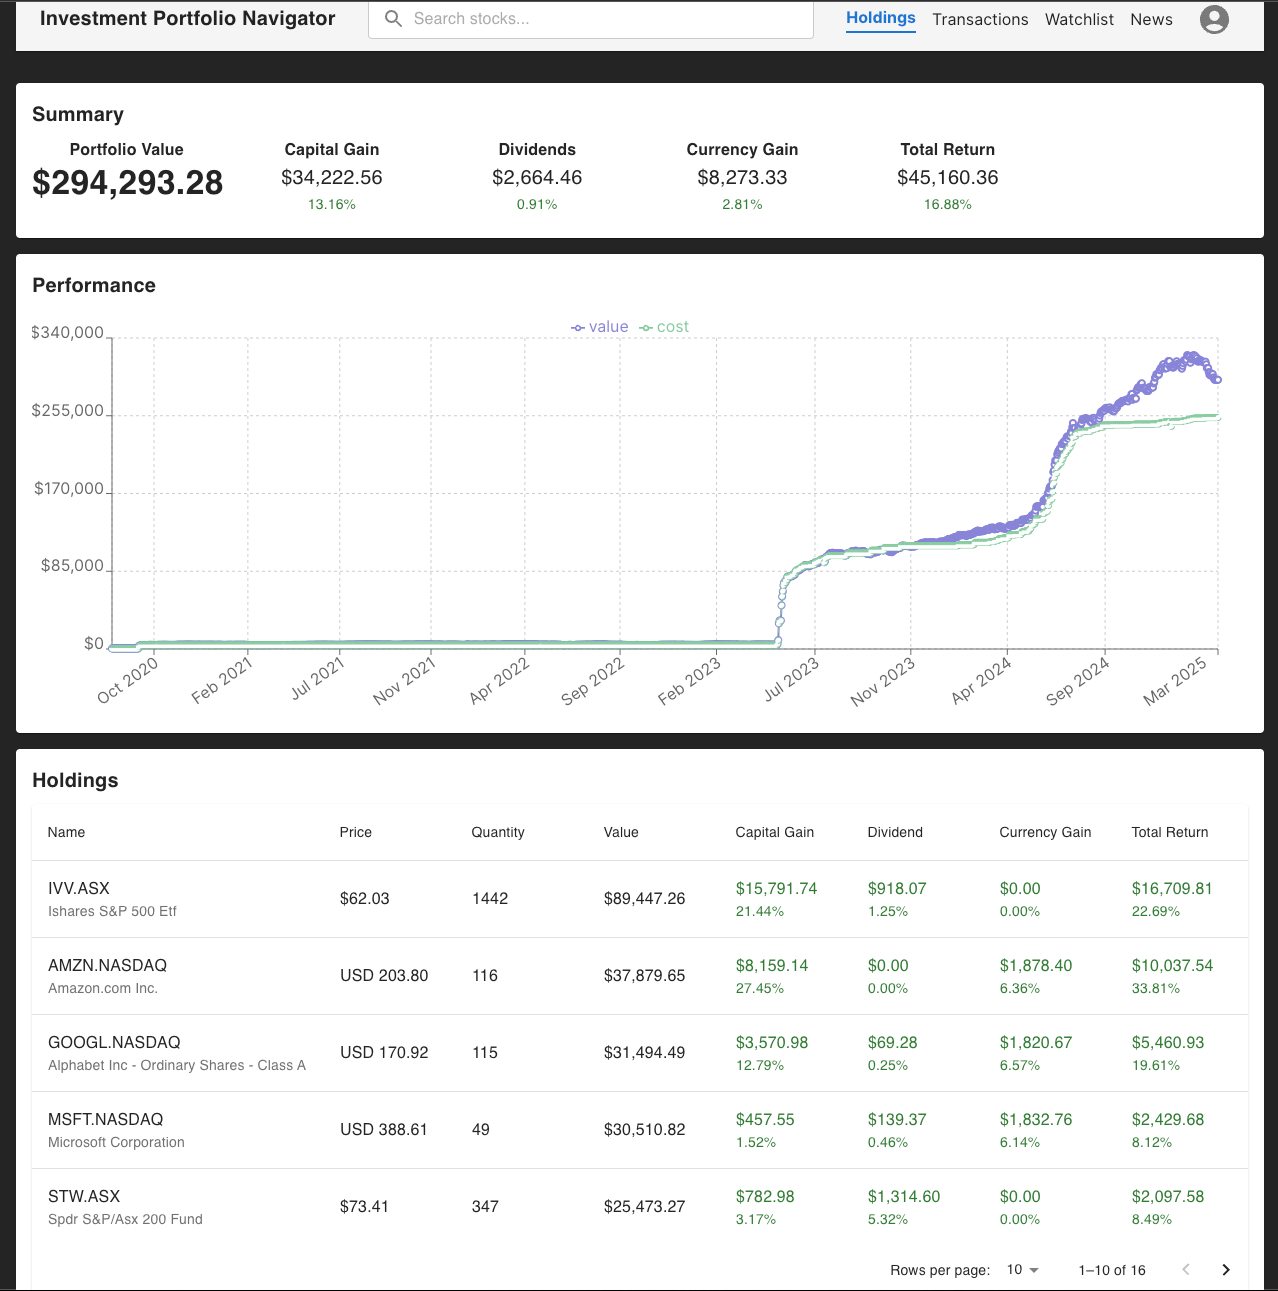 Investment Portfolio Navigator
Search stocks...
Holdings Transactions Watchlist News
Summary
Portfolio Value Capital Gain Dividends Currency Gain Total Return
$294,293.28 $34,222.56 $2,664.46 $8,273.33 $45,160.36
13.16% 0.91% 2.81% 16.88%
Performance
value cost
$340,000
$255,000
$170,000
$85,000
$0
Oct 2020 Feb 2021 Jul 2021 Nov 2021 Apr 2022 Sep 2022 Feb 2023 Jul 2023 Nov 2023 Apr 2024 Sep 2024 Mar 2025
Holdings
Name Price Quantity Value Capital Gain Dividend Currency Gain Total Return
IVV.ASX $62.03 1442 $89,447.26 $15,791.74 $918.07 $0.00 $16,709.81
Ishares S&P 500 Etf 21.44% 1.25% 0.00% 22.69%
AMZN.NASDAQ USD 203.80 116 $37,879.65 $8,159.14 $0.00 $1,878.40 $10,037.54
Amazon.com Inc. 27.45% 0.00% 6.36% 33.81%
GOOGL.NASDAQ USD 170.92 115 $31,494.49 $3,570.98 $69.28 $1,820.67 $5,460.93
Alphabet Inc - Ordinary Shares - Class A 12.79% 0.25% 6.57% 19.61%
MSFT.NASDAQ USD 388.61 49 $30,510.82 $457.55 $139.37 $1,832.76 $2,429.68
Microsoft Corporation 1.52% 0.46% 6.14% 8.12%
STW.ASX $73.41 347 $25,473.27 $782.98 $1,314.60 $0.00 $2,097.58
Spdr S&P/Asx 200 Fund 3.17% 5.32% 0.00% 8.49%
Rows per page: 10 1–10 of 16